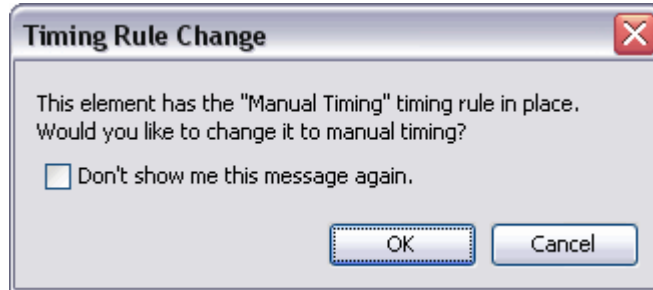 Timing Rule Change
This element has the "Manual Timing" timing rule in place.
Would you like to change it to manual timing?
Don't show me this message again.
OK
Cancel